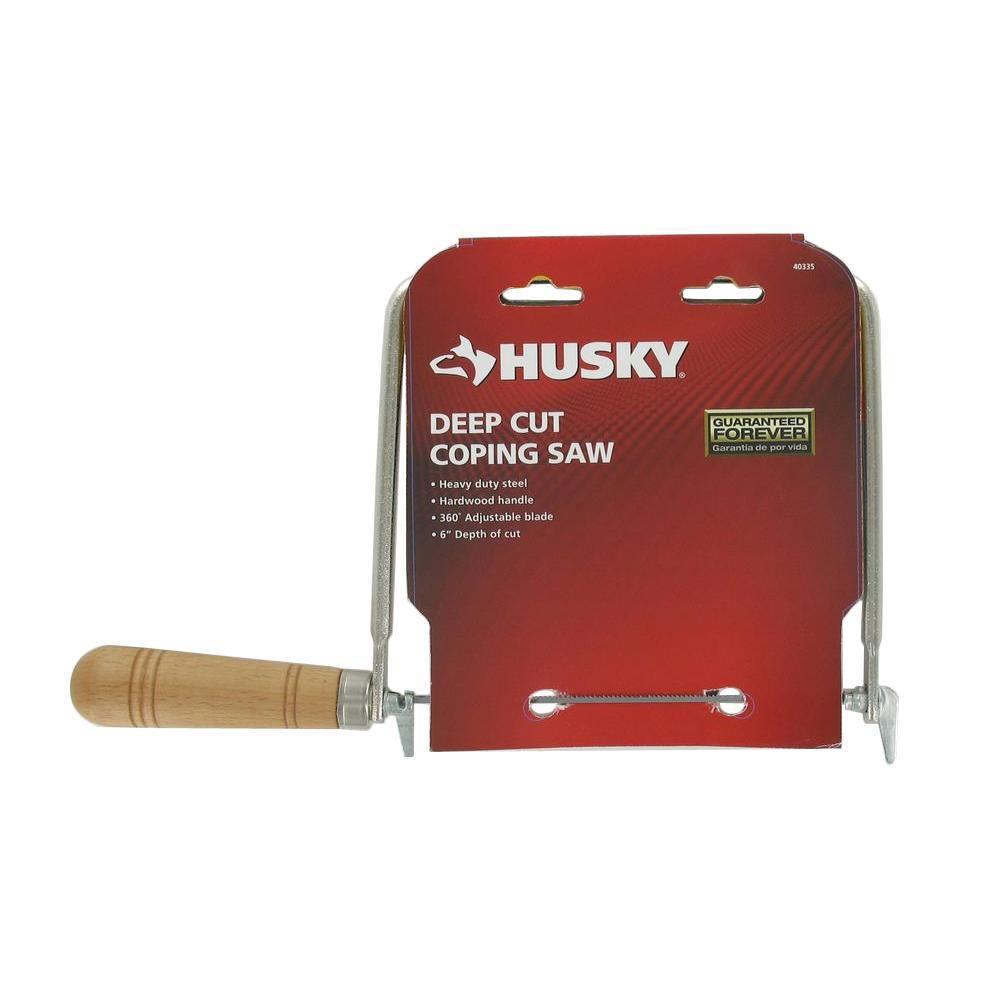 40335
HUSKY®
DEEP CUT
COPING SAW
• Heavy duty steel
• Hardwood handle
• 360° Adjustable blade
• 6" Depth of cut
GUARANTEED
FOREVER
Garantía de por vida